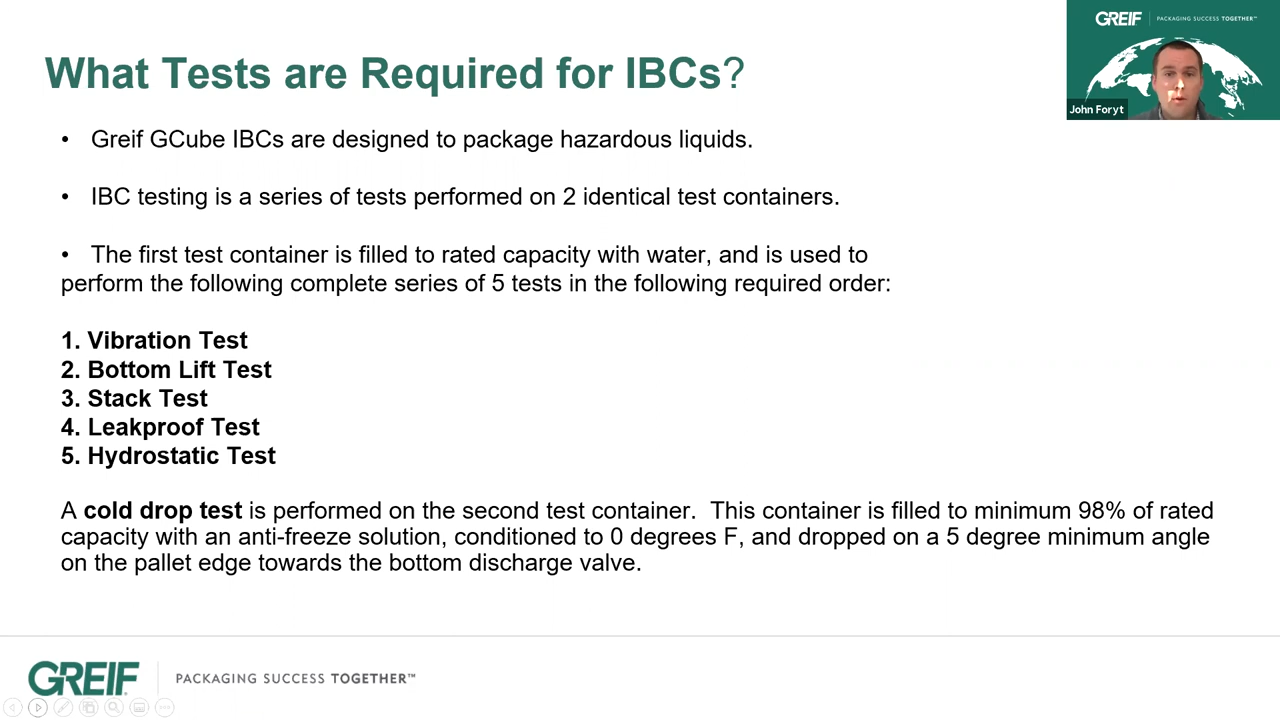 What Tests are Required for IBCs?
GREIF PACKAGING SUCCESS TOGETHER™
John Foryt
• Greif GCube IBCs are designed to package hazardous liquids.
• IBC testing is a series of tests performed on 2 identical test containers.
• The first test container is filled to rated capacity with water, and is used to
perform the following complete series of 5 tests in the following required order:
1. Vibration Test
2. Bottom Lift Test
3. Stack Test
4. Leakproof Test
5. Hydrostatic Test
A cold drop test is performed on the second test container.  This container is filled to minimum 98% of rated
capacity with an anti-freeze solution, conditioned to 0 degrees F, and dropped on a 5 degree minimum angle
on the pallet edge towards the bottom discharge valve.
GREIF PACKAGING SUCCESS TOGETHER™